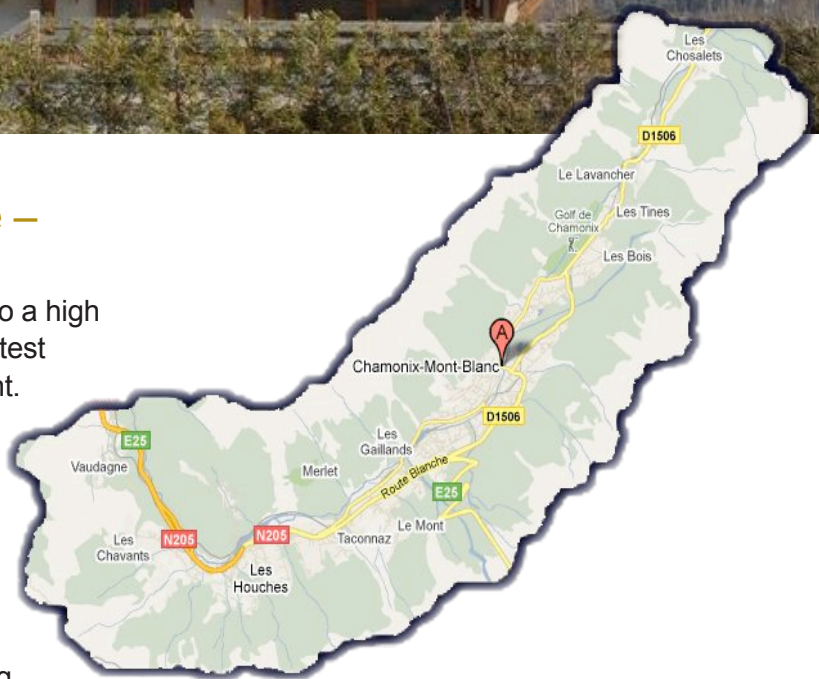 –
o a high
test
t.
g
Les
Chosalets
D1506
Le Lavancher
Golf de
Chamonix
Les Tines
Les Bois
A
Chamonix-Mont-Blanc
D1506
Les
Gaillands
Route Blanche
E25
E25
Vaudagne
Merlet
Le Mont
N205
N205
Taconnaz
Les
Chavants
Les
Houches